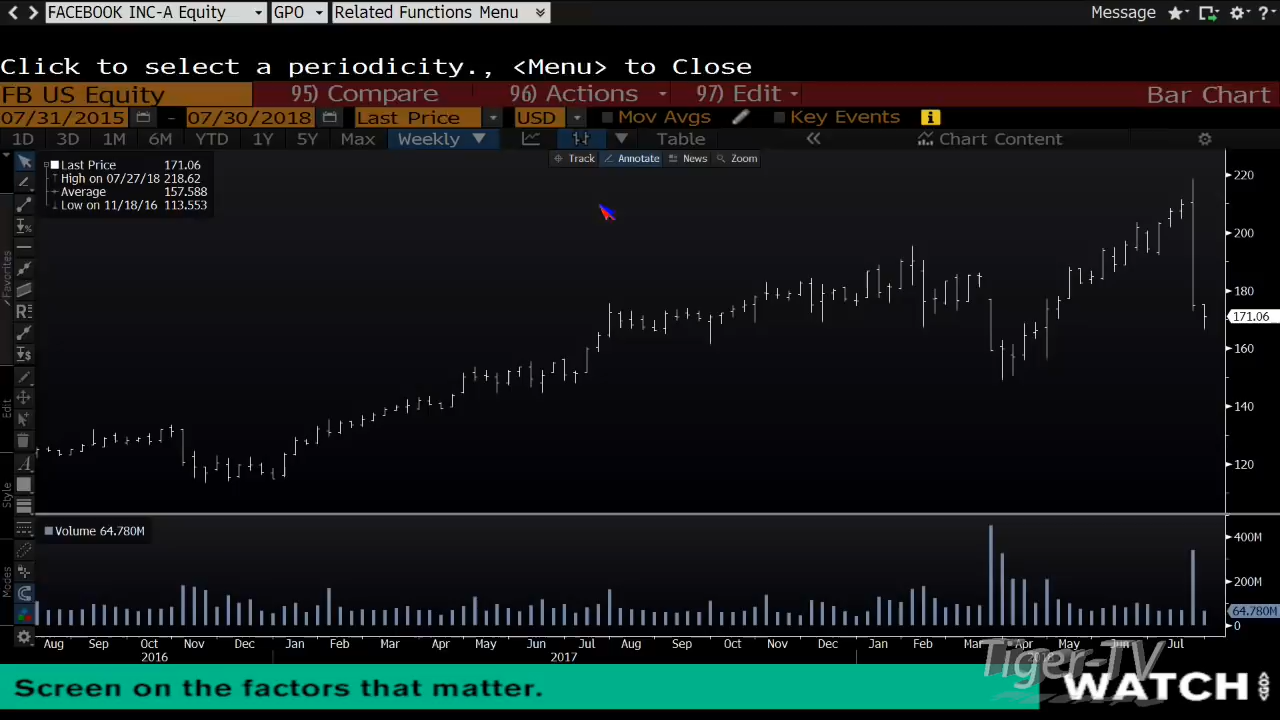 FACEBOOK INC-A Equity GPO Related Functions Menu Message ?
Click to select a periodicity., <Menu> to Close
FB US Equity 95) Compare 96) Actions 97) Edit Bar Chart
07/31/2015 - 07/30/2018 Last Price USD Mov Avgs Key Events i
1D 3D 1M 6M YTD 1Y 5Y Max Weekly Table « Chart Content
Track Annotate News Zoom
Last Price 171.06
High on 07/27/18 218.62
Average 157.588
Low on 11/18/16 113.553
220
200
180
171.06
160
140
120
Favorites
Edit
Style
Modes
Volume 64.780M
400M
200M
64.780M
0
Aug Sep Oct Nov Dec Jan Feb Mar Apr May Jun Jul Aug Sep Oct Nov Dec Jan Feb Mar Apr May Jun Jul
2016 2017 2018
Tiger-TV
Screen on the factors that matter.
WATCH